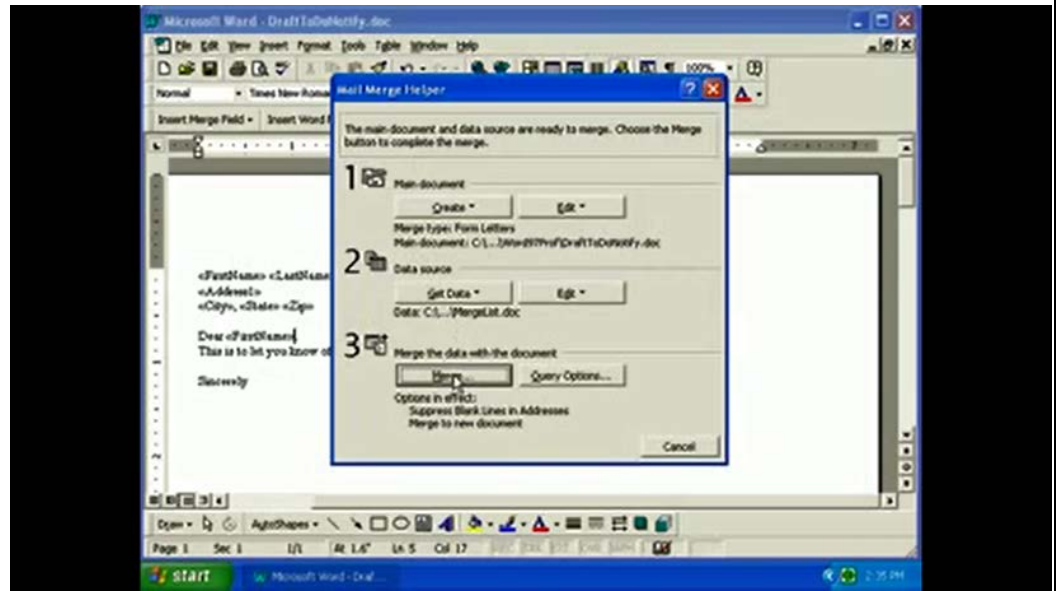 Microsoft Word - DraftToDoNotify.doc
File Edit View Insert Format Tools Table Window Help
100%
Normal Times New Roma
Insert Merge Field Insert Word
Mail Merge Helper
The main document and data source are ready to merge. Choose the Merge
button to complete the merge.
1 Main document
Create Edit
Merge type: Form Letters
Main document: C:\...\Word97Prof\DraftToDoNotify.doc
2 Data source
Get Data Edit
Data: C:\...\MergeList.doc
3 Merge the data with the document
Merge... Query Options...
Options in effect:
Suppress Blank Lines in Addresses
Merge to new document
Cancel
«FirstName» «LastName
«Address1»
«City», «State» «Zip»
Dear «FirstName»,
This is to let you know of
Sincerely
Draw AutoShapes
Page 1 Sec 1 1/1 At 1.6" Ln 5 Col 17
start Microsoft Word - Draf... 2:35 PM